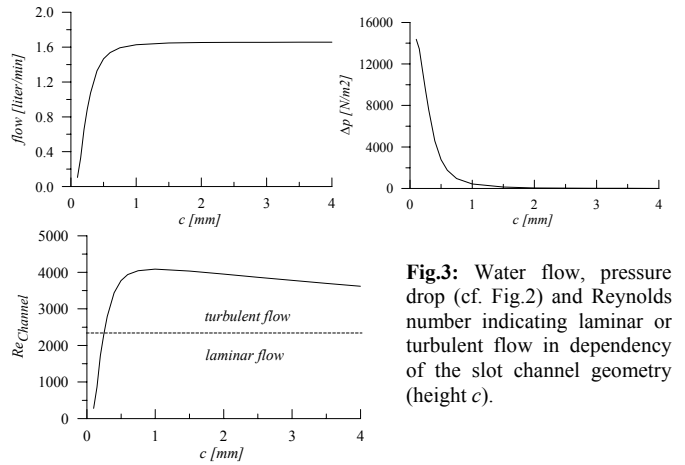 2.0
1.6
1.2
0.8
0.4
0.0
flow [liter/min]
0 1 2 3 4
c [mm]
16000
12000
8000
4000
0
Δp [N/m2]
0 1 2 3 4
c [mm]
5000
4000
3000
2000
1000
0
ReChannel
turbulent flow
laminar flow
0 1 2 3 4
c [mm]
Fig.3: Water flow, pressure
drop (cf. Fig.2) and Reynolds
number indicating laminar or
turbulent flow in dependency
of the slot channel geometry
(height c).